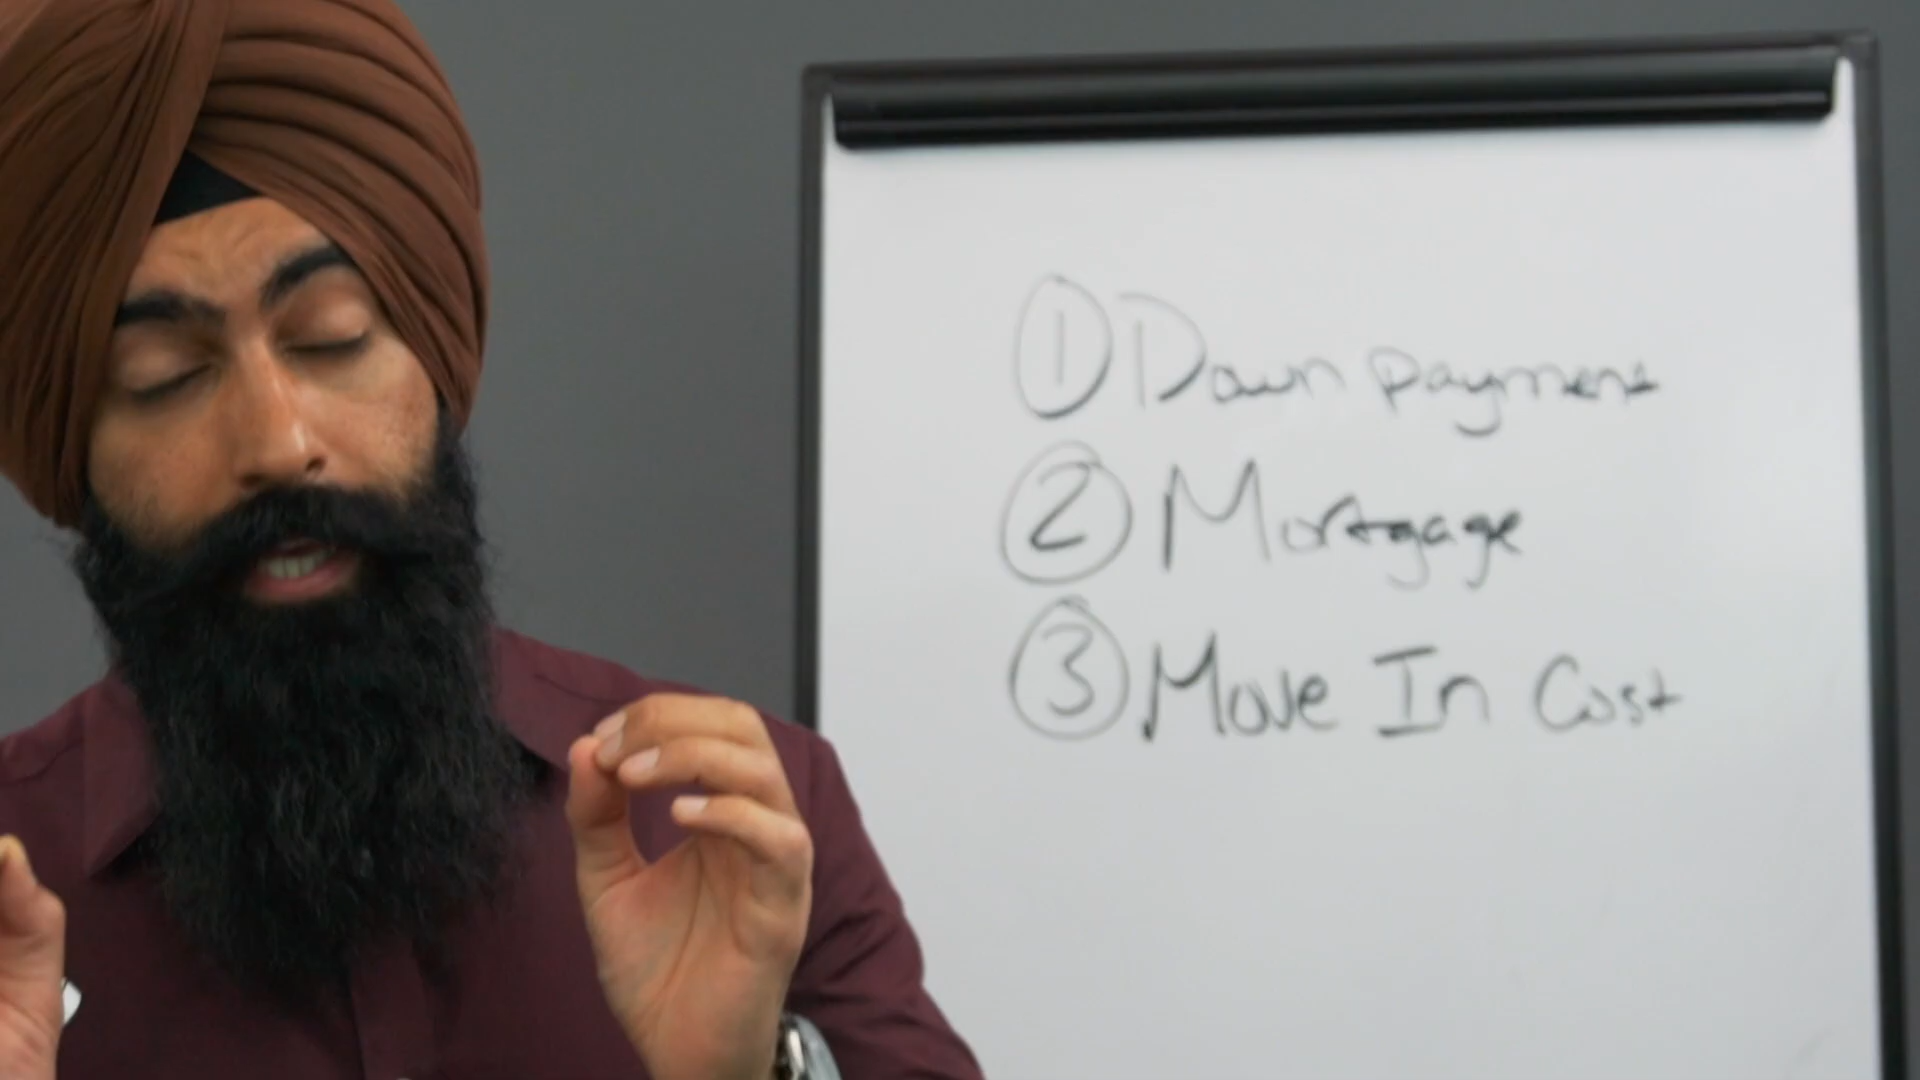 ① Down payment
② Mortgage
③ Move In Cost